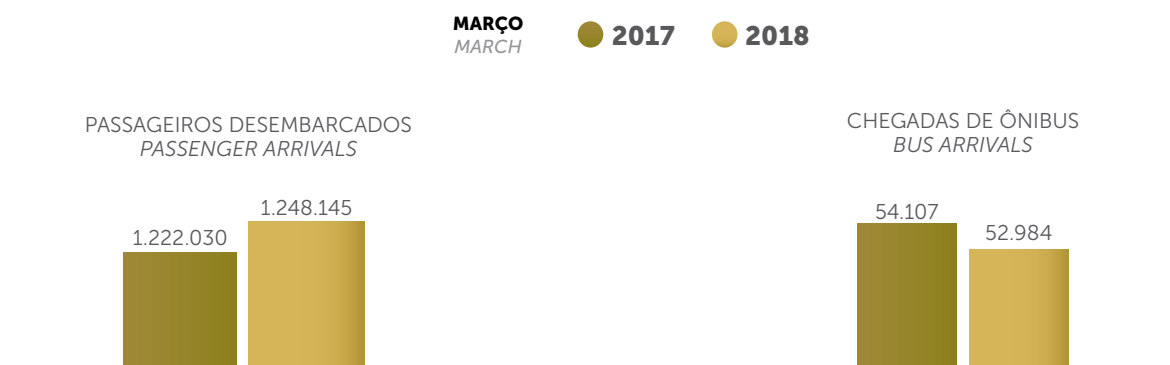 MARÇO
MARCH
2017
2018
PASSAGEIROS DESEMBARCADOS
PASSENGER ARRIVALS
1.222.030
1.248.145
CHEGADAS DE ÔNIBUS
BUS ARRIVALS
54.107
52.984